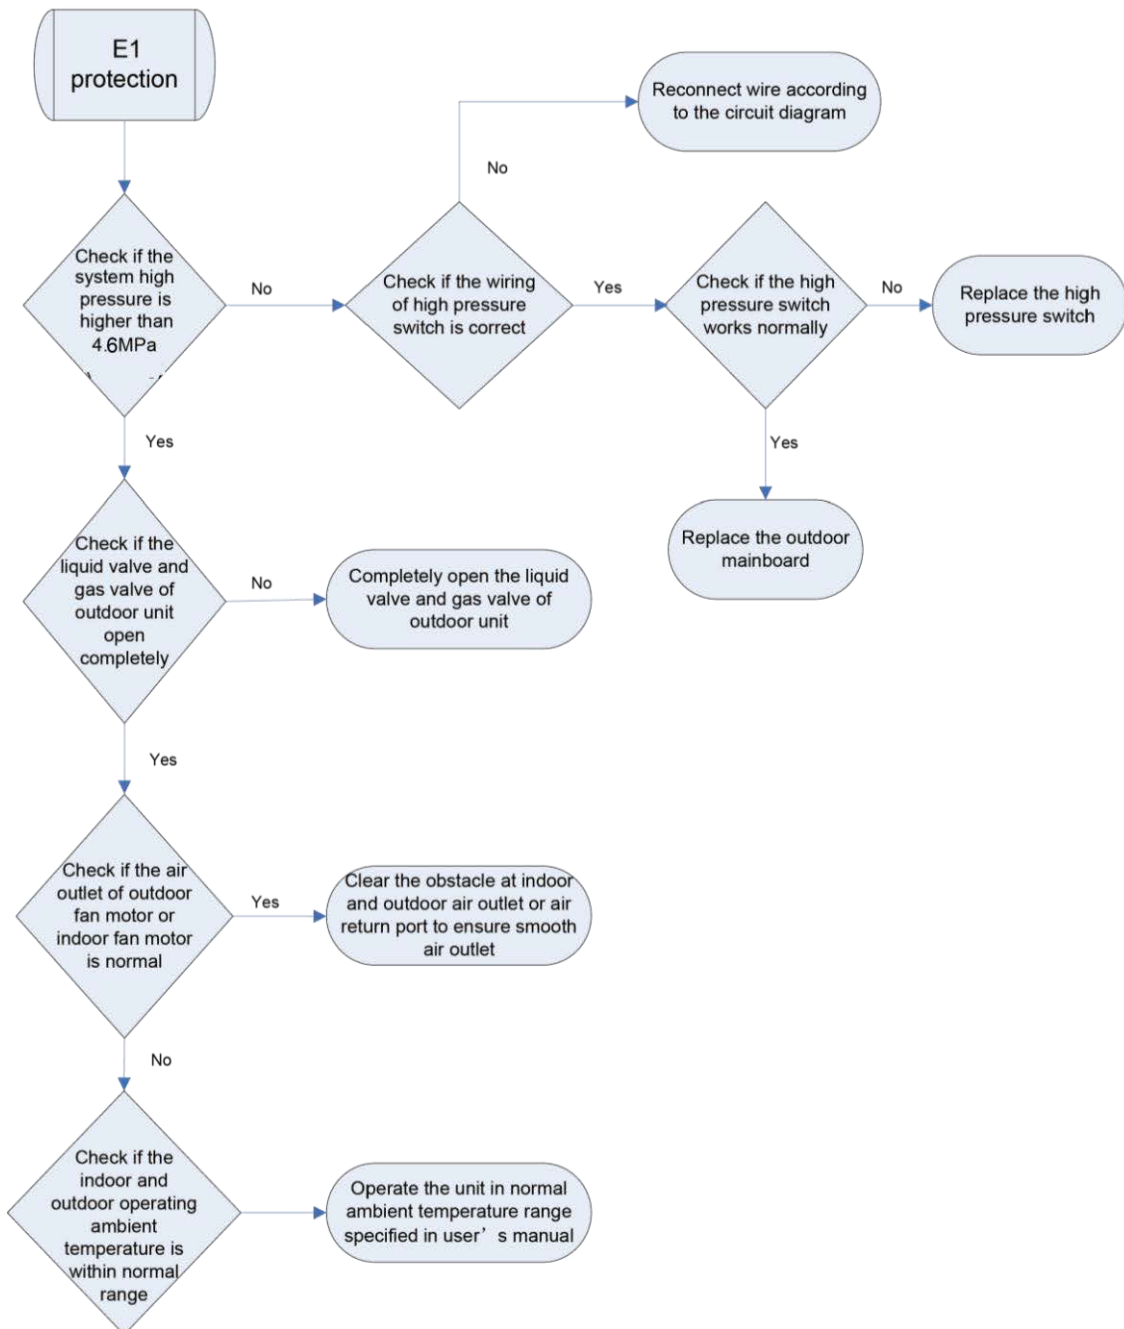 E1
protection
Reconnect wire according
to the circuit diagram
No
Check if the
system high
pressure is
higher than
4.6MPa
No
Check if the wiring
of high pressure
switch is correct
Yes
Check if the high
pressure switch
works normally
No
Replace the high
pressure switch
Yes
Yes
Replace the outdoor
mainboard
Check if the
liquid valve and
gas valve of
outdoor unit
open
completely
No
Completely open the liquid
valve and gas valve of
outdoor unit
Yes
Check if the air
outlet of outdoor
fan motor or
indoor fan motor
is normal
Yes
Clear the obstacle at indoor
and outdoor air outlet or air
return port to ensure smooth
air outlet
No
Check if the
indoor and
outdoor operating
ambient
temperature is
within normal
range
Operate the unit in normal
ambient temperature range
specified in user’s manual